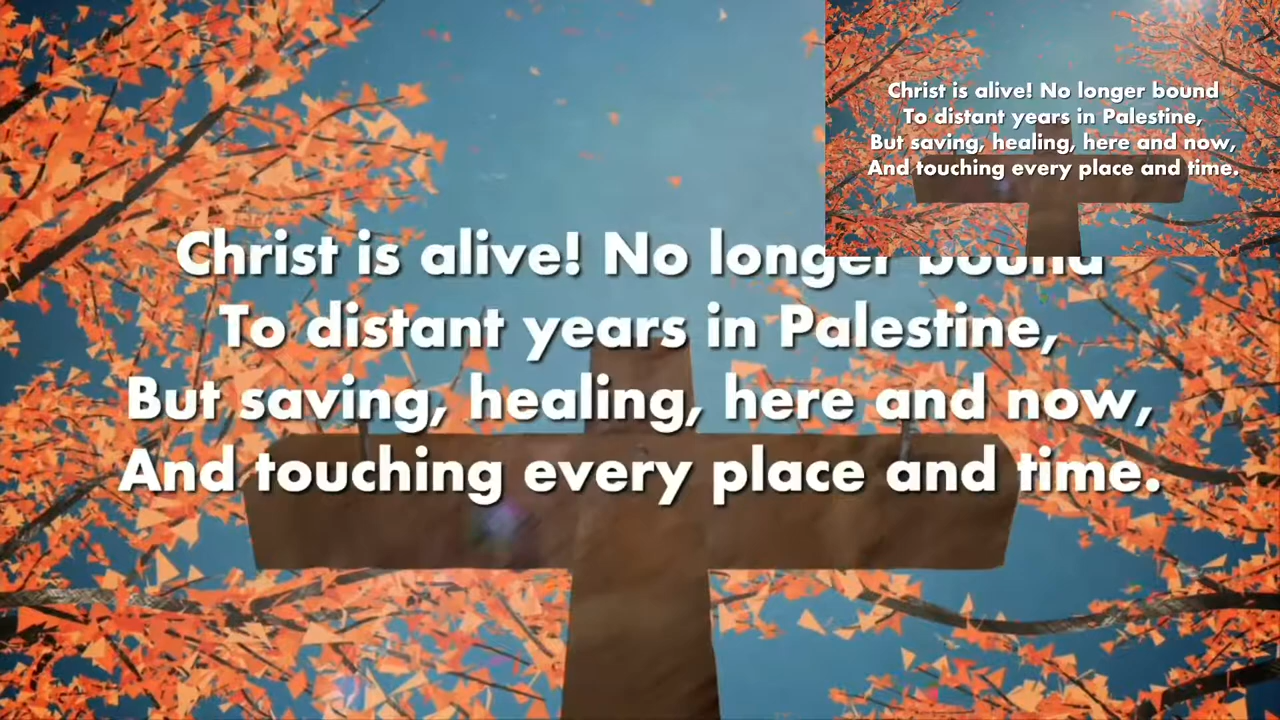 Christ is alive! No longer bound
To distant years in Palestine,
But saving, healing, here and now,
And touching every place and time.
Christ is alive! No longer bound
To distant years in Palestine,
But saving, healing, here and now,
And touching every place and time.